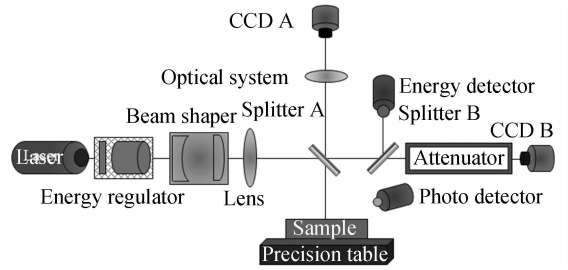 CCD A
Optical system
Energy detector
Beam shaper
Splitter A
Splitter B
CCD B
Laser
Attenuator
Energy regulator
Lens
Photo detector
Sample
Precision table